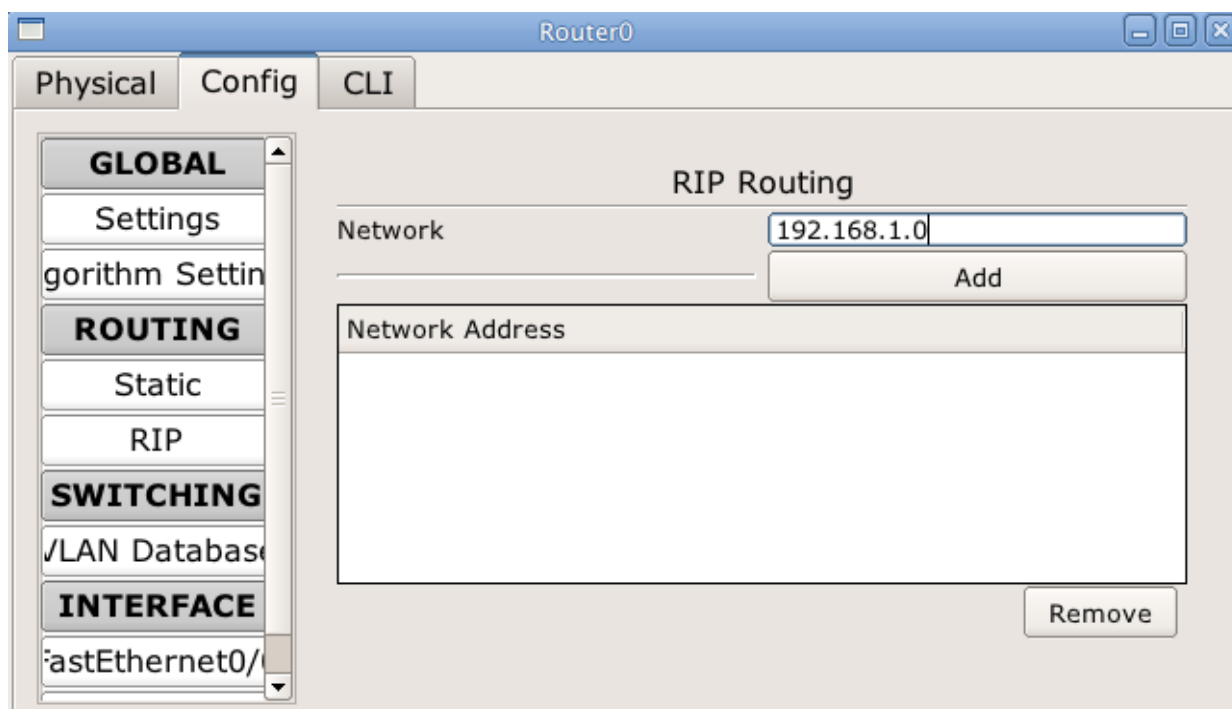 Router0
Physical Config CLI
GLOBAL
Settings
gorithm Settin
ROUTING
Static
RIP
SWITCHING
VLAN Databas
INTERFACE
FastEthernet0/
RIP Routing
Network 192.168.1.0
Add
Network Address
Remove